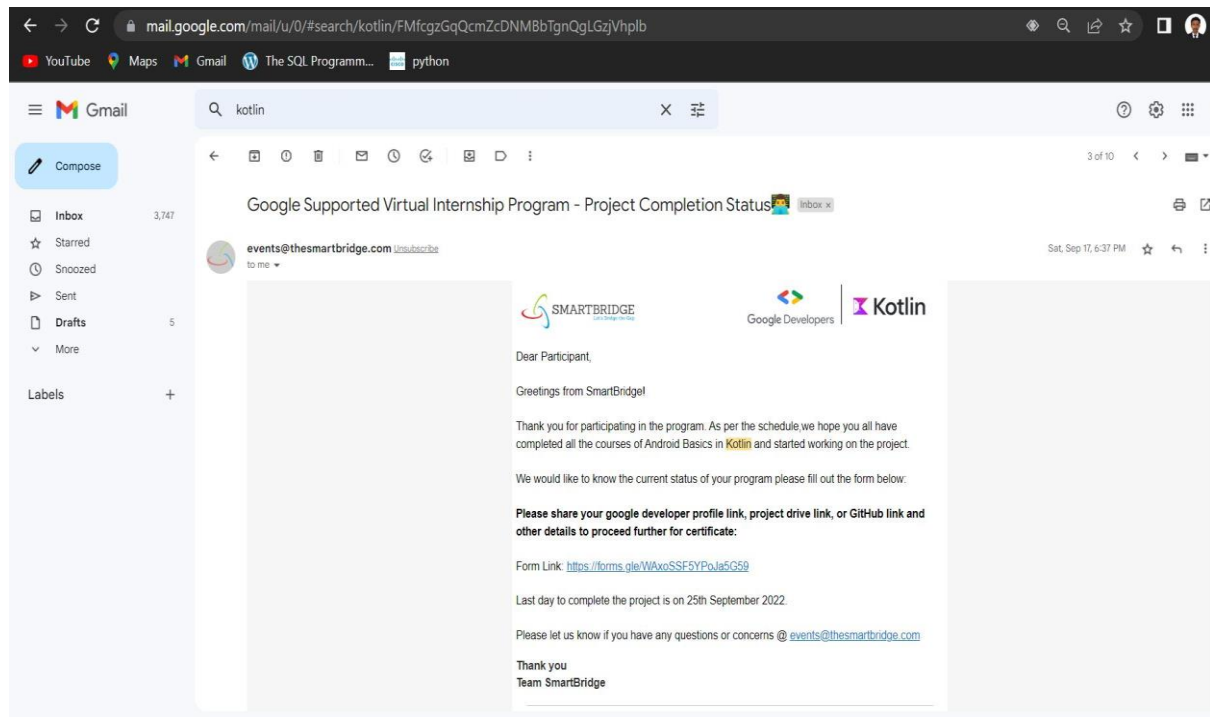 mail.google.com/mail/u/0/#search/kotlin/FMfcgzGqQcmZcDNMBbTgnQgLGzjVhplb
YouTube Maps Gmail The SQL Programm... python
Gmail
kotlin
Compose
3 of 10
Google Supported Virtual Internship Program - Project Completion Status👨‍💻 Inbox x
Inbox 3,747
Starred
Snoozed
Sent
Drafts 5
More
Labels +
events@thesmartbridge.com Unsubscribe
Sat, Sep 17, 6:37 PM
to me
SMARTBRIDGE
Let's Bridge the Gap
Google Developers
Kotlin
Dear Participant,
Greetings from SmartBridge!
Thank you for participating in the program. As per the schedule,we hope you all have
completed all the courses of Android Basics in Kotlin and started working on the project.
We would like to know the current status of your program please fill out the form below:
Please share your google developer profile link, project drive link, or GitHub link and
other details to proceed further for certificate:
Form Link: https://forms.gle/WAxoSSF5YPoJa5G59
Last day to complete the project is on 25th September 2022.
Please let us know if you have any questions or concerns @ events@thesmartbridge.com
Thank you
Team SmartBridge